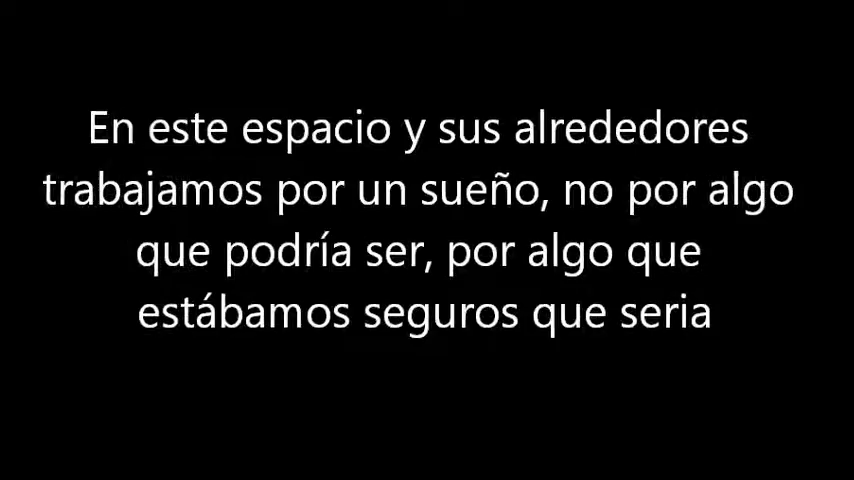 En este espacio y sus alrededores
trabajamos por un sueño, no por algo
que podría ser, por algo que
estábamos seguros que seria